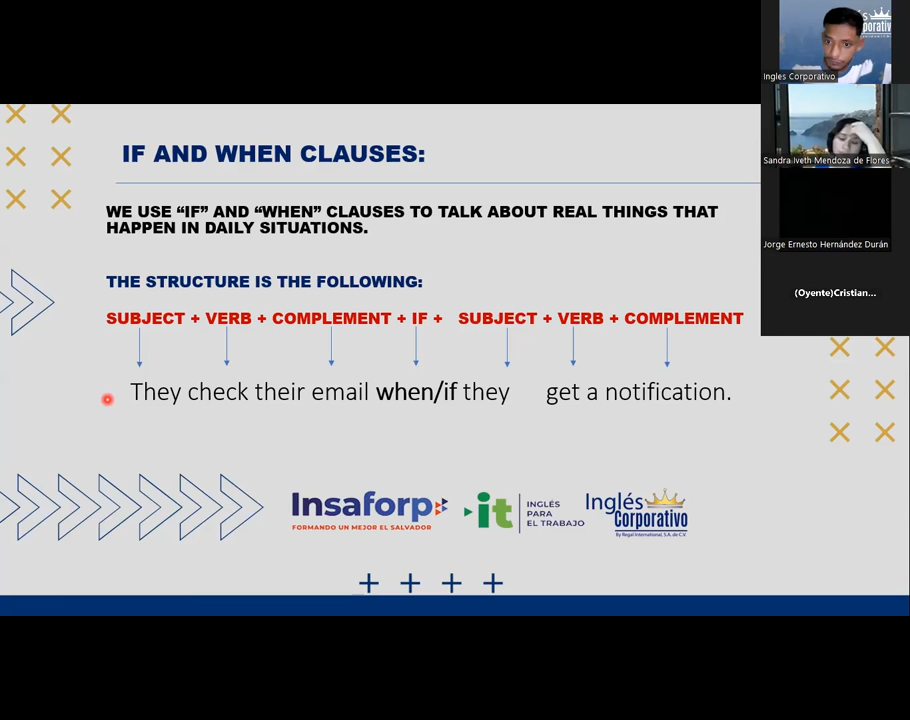 IF AND WHEN CLAUSES:
WE USE “IF” AND “WHEN” CLAUSES TO TALK ABOUT REAL THINGS THAT
HAPPEN IN DAILY SITUATIONS.
THE STRUCTURE IS THE FOLLOWING:
SUBJECT + VERB + COMPLEMENT + IF + SUBJECT + VERB + COMPLEMENT
They check their email when/if they get a notification.
Insaforp
FORMANDO UN MEJOR EL SALVADOR
it
INGLÉS
PARA
EL TRABAJO
Inglés
Corporativo
By Regal International, S.A. de C.V.
Ingles Corporativo
Sandra Iveth Mendoza de Flores
Jorge Ernesto Hernández Durán
(Oyente)Cristian...